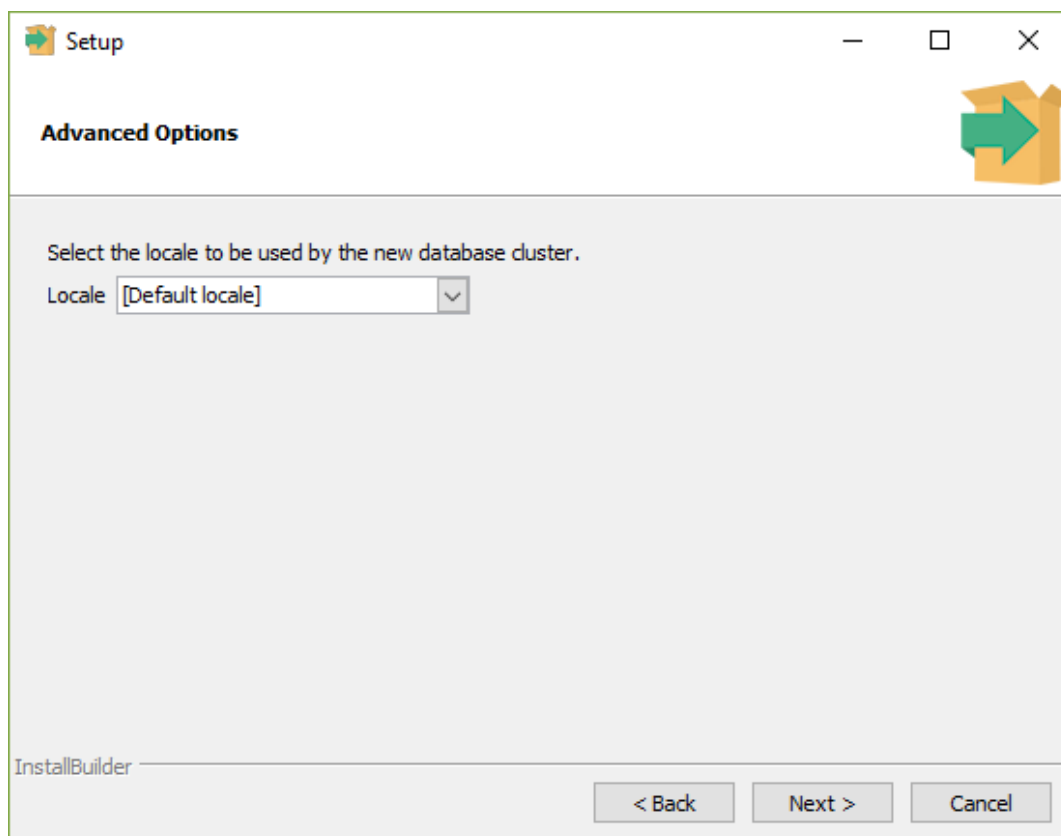 Setup
Advanced Options
Select the locale to be used by the new database cluster.
Locale [Default locale]
InstallBuilder
< Back Next > Cancel